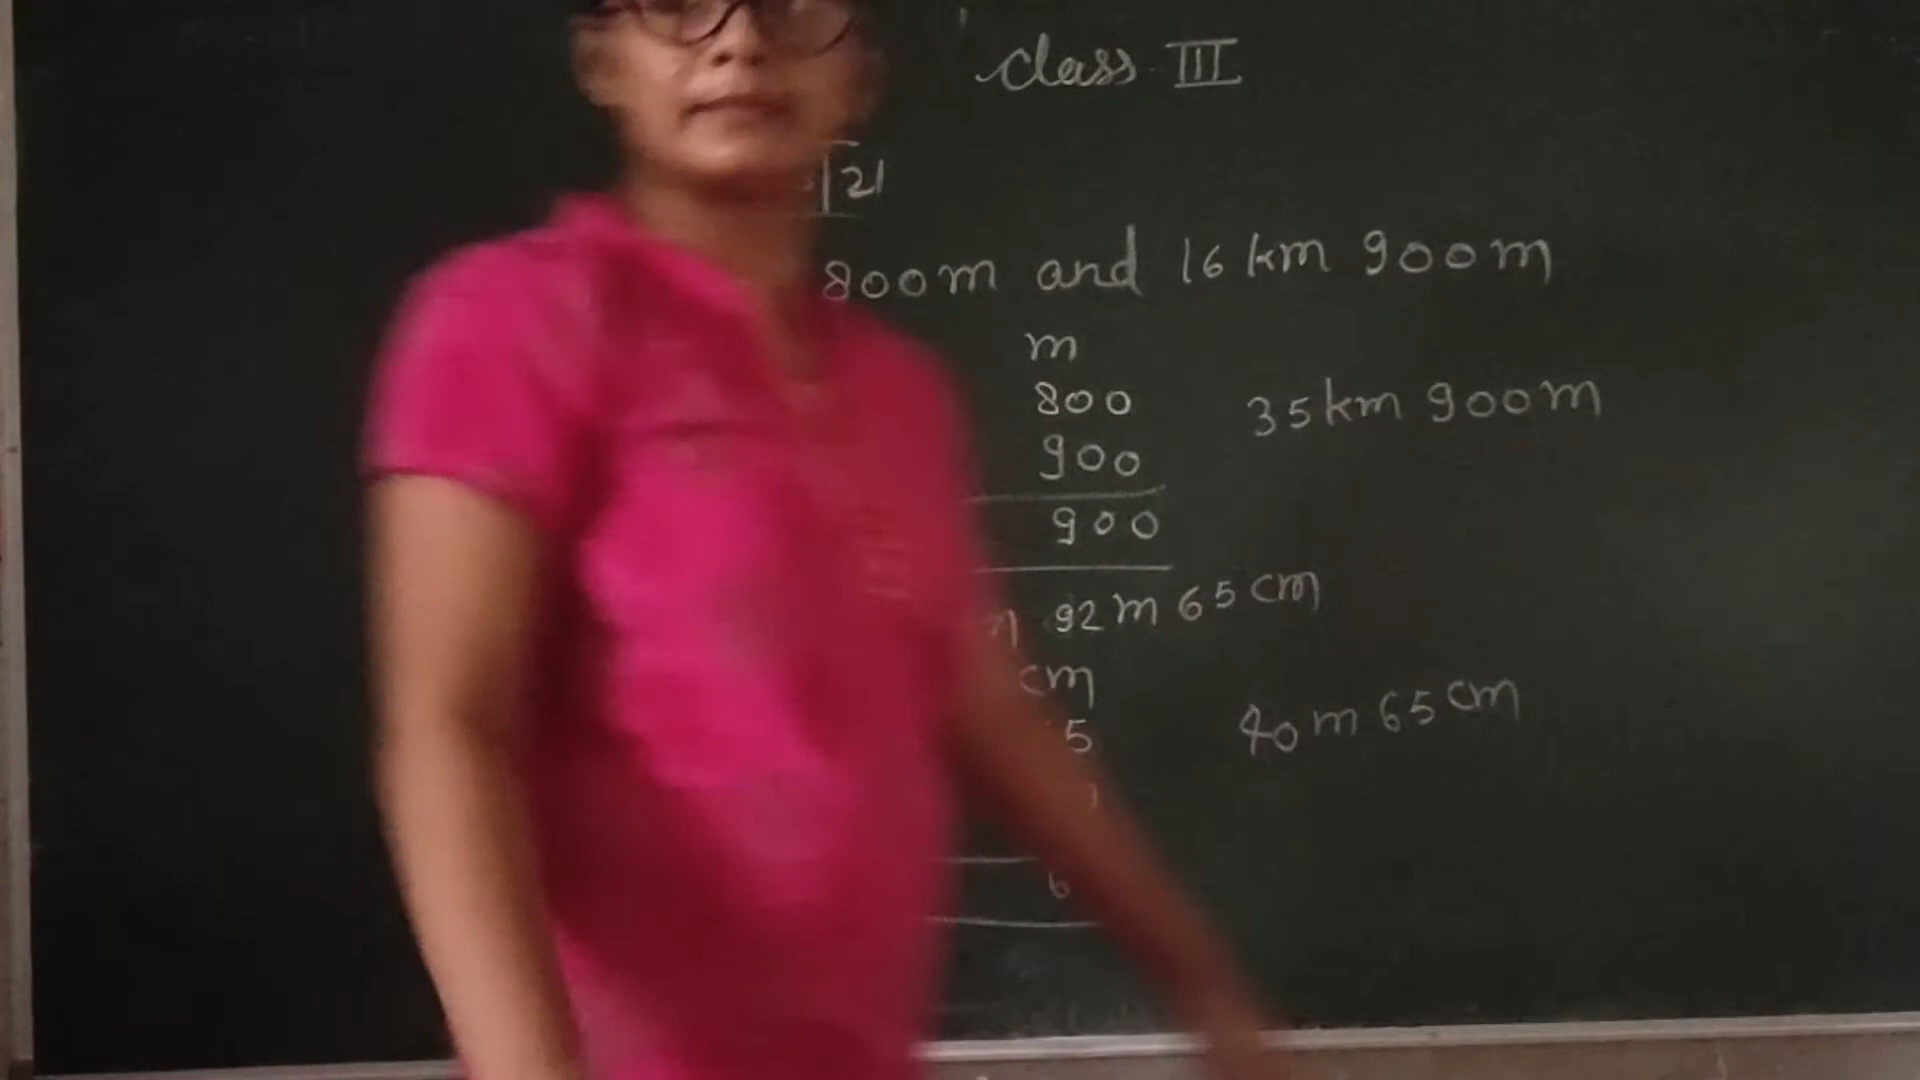 Class III
21
800m and 16 km 900m
m
800
35km 900m
900
900
92m 65cm
cm
5
40m 65cm
6